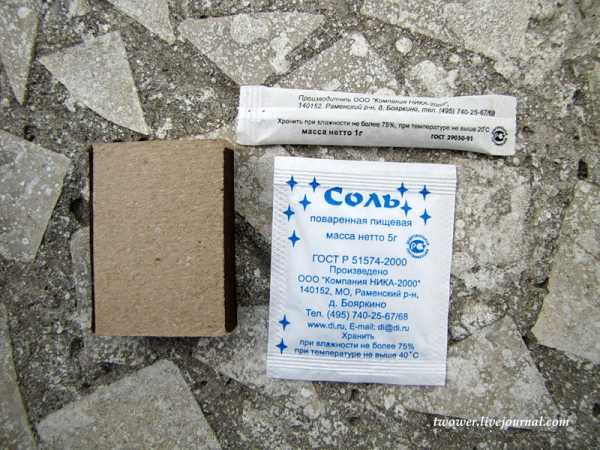 Производитель ООО "Компания НИКА-2000",
140152, Раменский р-н, д. Бояркино, тел. (495) 740-25-67/68
Хранить при влажности не более 75%, при температуре не выше 20°С
масса нетто 1г
ГОСТ 29050-91
Соль
поваренная пищевая
масса нетто 5г
ГОСТ Р 51574-2000
Произведено
ООО "Компания НИКА-2000"
140152, МО, Раменский р-н,
д. Бояркино
Тел. (495) 740-25-67/68
www.di.ru, E-mail: di@di.ru
Хранить
при влажности не более 75%
при температуре не выше 40°С
twower.livejournal.com